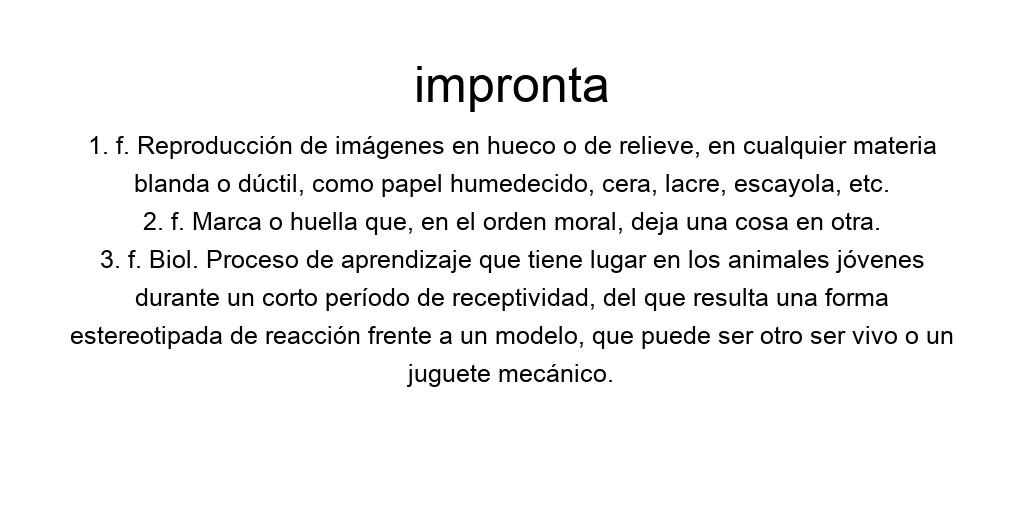 impronta
1. f. Reproducción de imágenes en hueco o de relieve, en cualquier materia
blanda o dúctil, como papel humedecido, cera, lacre, escayola, etc.
2. f. Marca o huella que, en el orden moral, deja una cosa en otra.
3. f. Biol. Proceso de aprendizaje que tiene lugar en los animales jóvenes
durante un corto período de receptividad, del que resulta una forma
estereotipada de reacción frente a un modelo, que puede ser otro ser vivo o un
juguete mecánico.